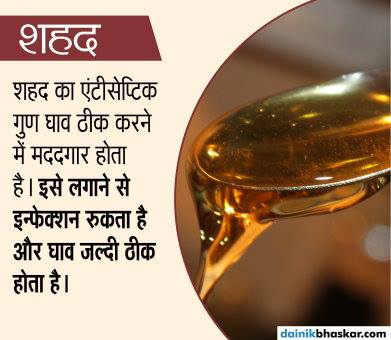 शहद
शहद का एंटीसेप्टिक
गुण घाव ठीक करने
में मददगार होता
है। इसे लगाने से
इन्फेक्शन रुकता है
और घाव जल्दी ठीक
होता है।
dainikbhaskar.com